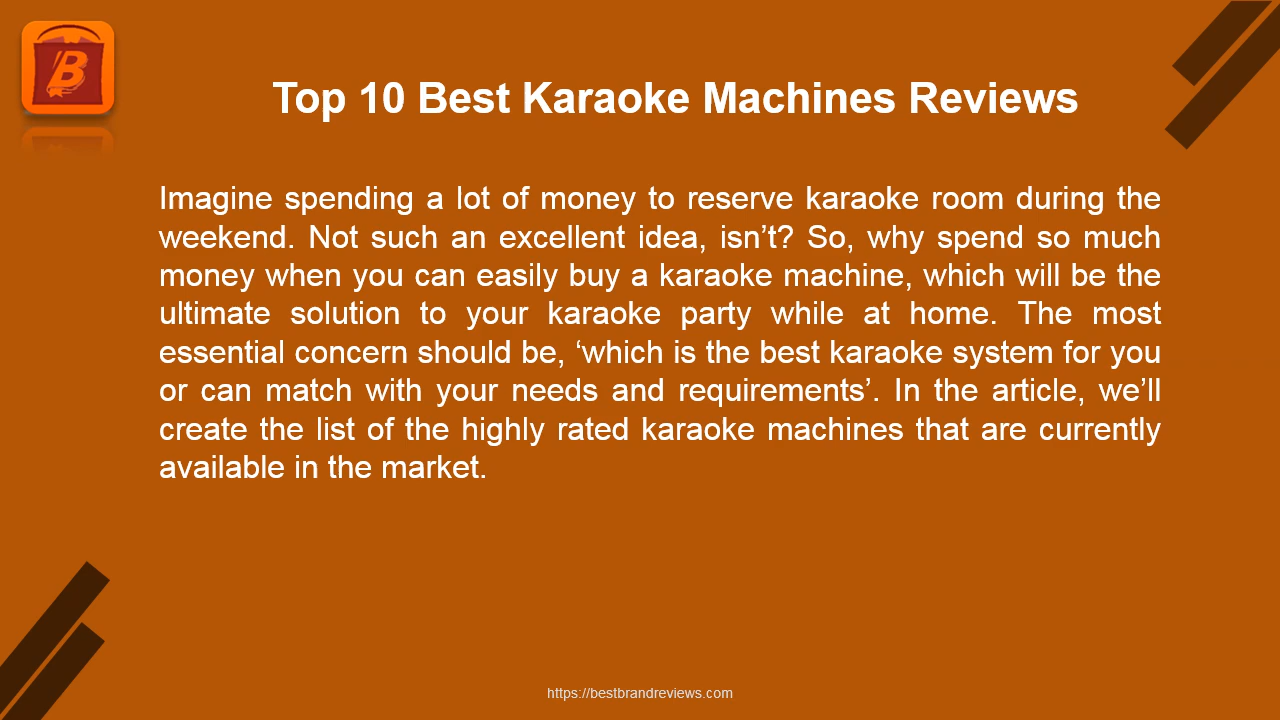 B
Top 10 Best Karaoke Machines Reviews
Imagine spending a lot of money to reserve karaoke room during the
weekend. Not such an excellent idea, isn’t? So, why spend so much
money when you can easily buy a karaoke machine, which will be the
ultimate solution to your karaoke party while at home. The most
essential concern should be, ‘which is the best karaoke system for you
or can match with your needs and requirements’. In the article, we’ll
create the list of the highly rated karaoke machines that are currently
available in the market.
https://bestbrandreviews.com